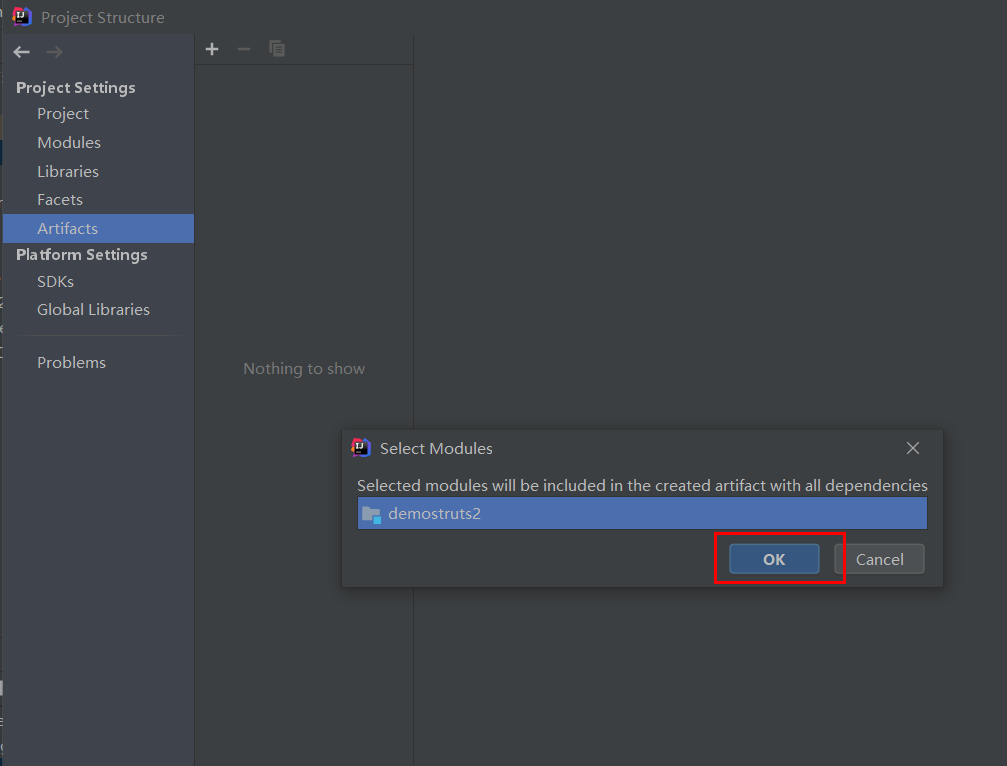 Project Structure
Project Settings
Project
Modules
Libraries
Facets
Artifacts
Platform Settings
SDKs
Global Libraries
Problems
Nothing to show
Select Modules
Selected modules will be included in the created artifact with all dependencies
demostruts2
OK
Cancel